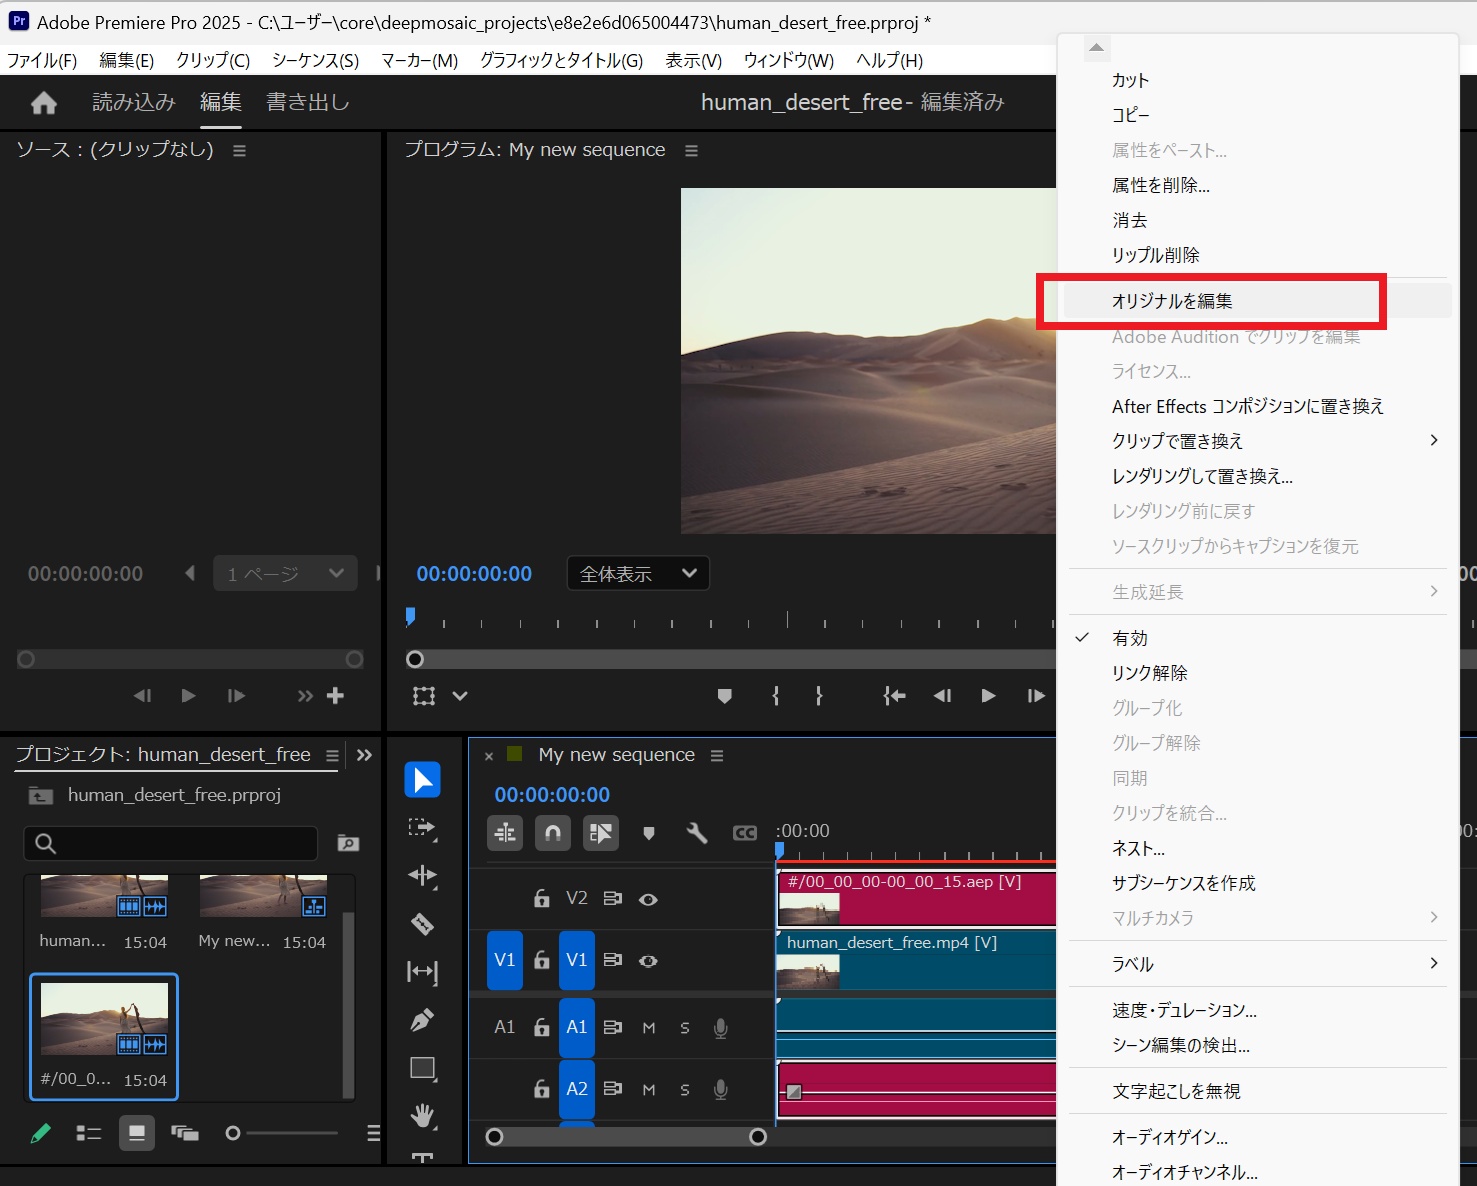 Pr Adobe Premiere Pro 2025 - C:\ユーザー\core\deepmosaic_projects\e8e2e6d065004473\human_desert_free.prproj *
ファイル(F) 編集(E) クリップ(C) シーケンス(S) マーカー(M) グラフィックとタイトル(G) 表示(V) ウィンドウ(W) ヘルプ(H)
読み込み 編集 書き出し
human_desert_free - 編集済み
ソース : (クリップなし)
プログラム: My new sequence
00:00:00:00
1 ページ
00:00:00:00
全体表示
プロジェクト: human_desert_free
human_desert_free.prproj
human... 15:04
My new... 15:04
#/00_0... 15:04
× My new sequence
00:00:00:00
CC
:00:00
V2
#/00_00_00-00_00_15.aep [V]
V1 V1
human_desert_free.mp4 [V]
A1 A1 M S
A2 M S
カット
コピー
属性をペースト...
属性を削除...
消去
リップル削除
オリジナルを編集
Adobe Audition でクリップを編集
ライセンス...
After Effects コンポジションに置き換え
クリップで置き換え
レンダリングして置き換え...
レンダリング前に戻す
ソースクリップからキャプションを復元
生成延長
有効
リンク解除
グループ化
グループ解除
同期
クリップを統合...
ネスト...
サブシーケンスを作成
マルチカメラ
ラベル
速度・デュレーション...
シーン編集の検出...
文字起こしを無視
オーディオゲイン...
オーディオチャンネル...